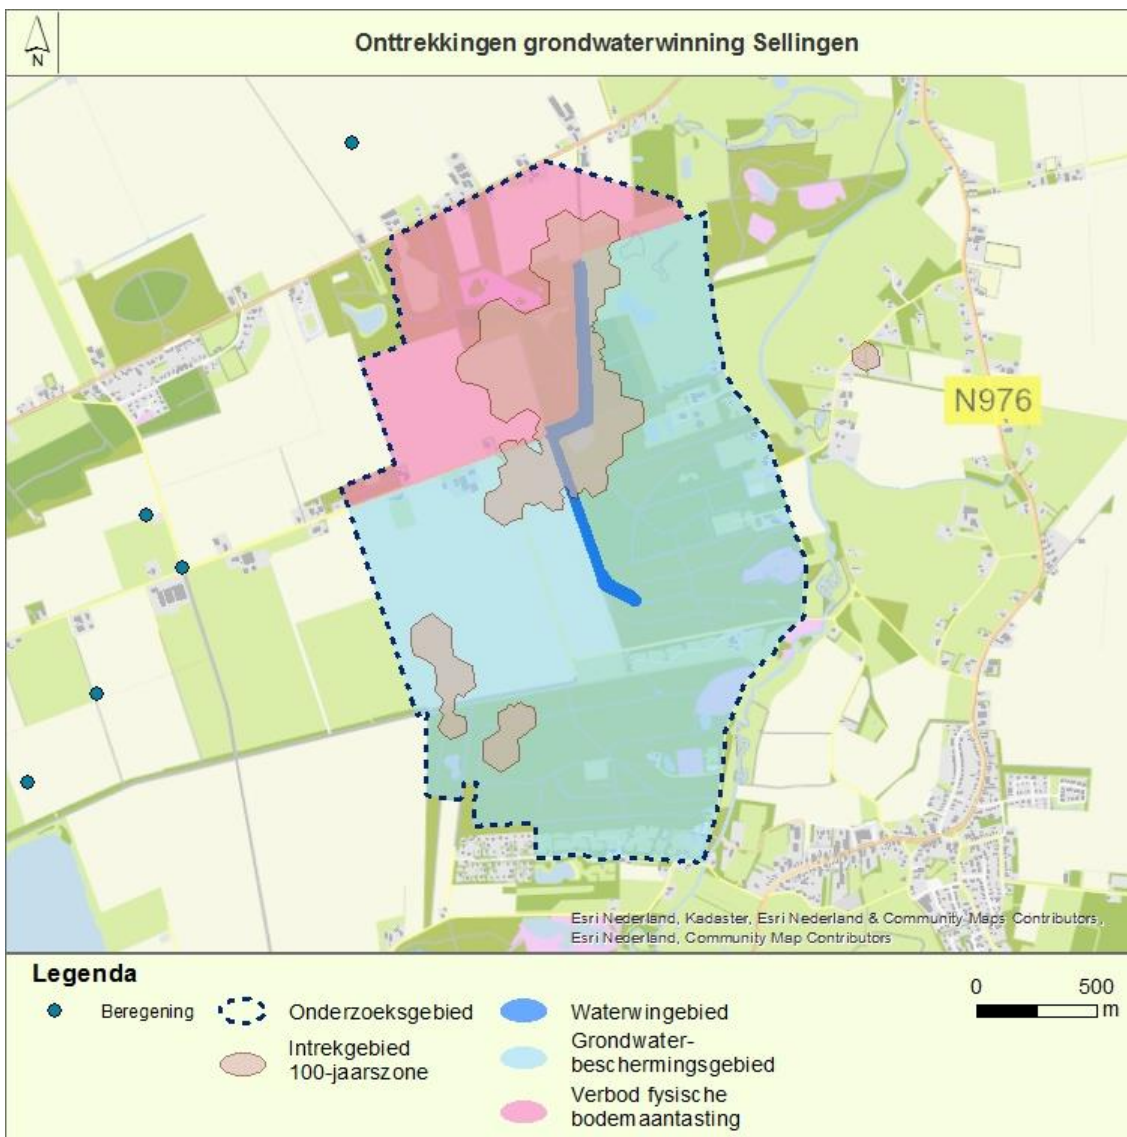 N
Onttrekkingen grondwaterwinning Sellingen
N976
Esri Nederland, Kadaster, Esri Nederland & Community Maps Contributors,
Esri Nederland, Community Map Contributors
Legenda
Beregening
Onderzoeksgebied
Intrekgebied
100-jaarszone
Waterwingebied
Grondwater-
beschermingsgebied
Verbod fysische
bodemaantasting
0 500
m